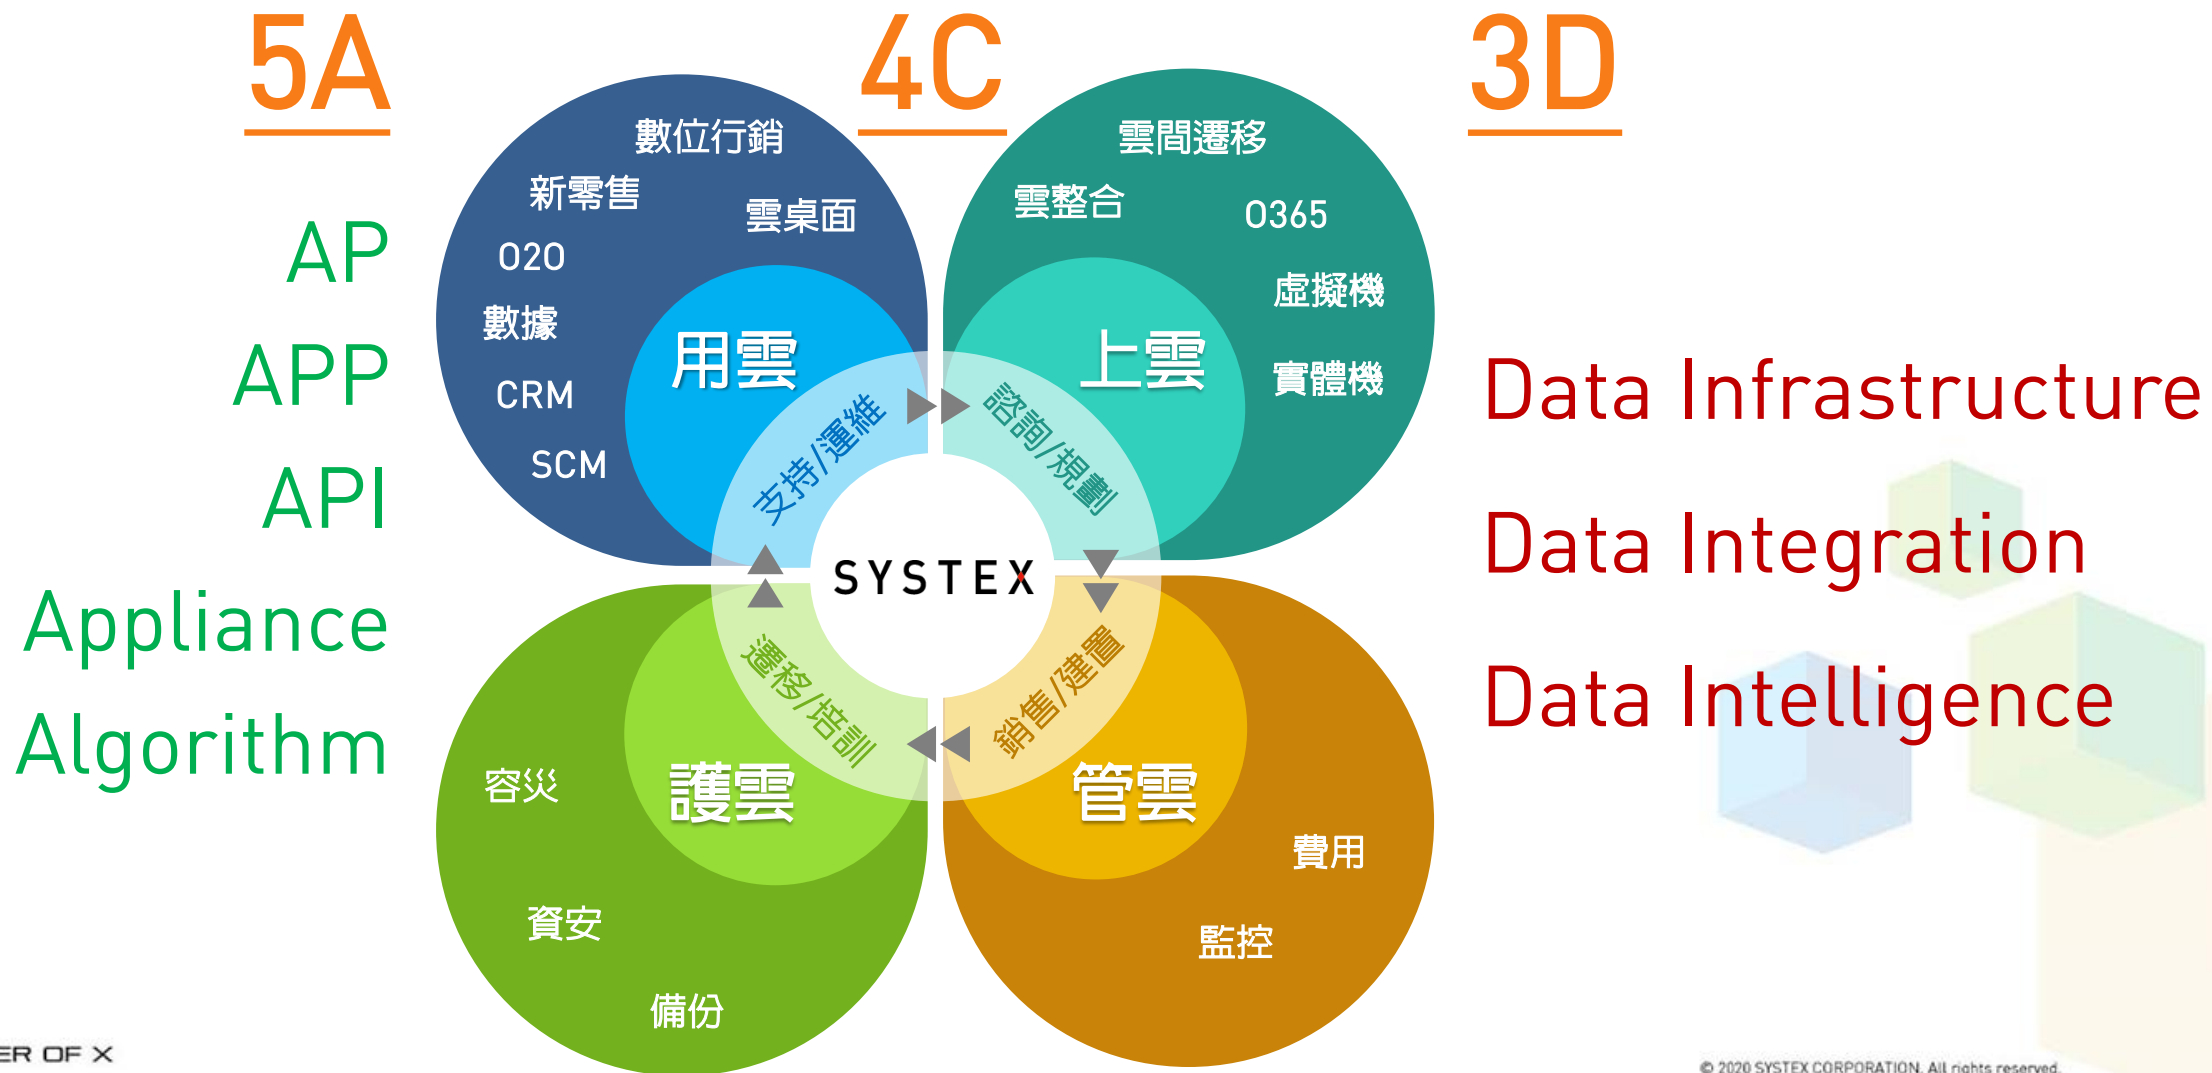 5A
4C
3D
AP
APP
API
Appliance
Algorithm
數位行銷
新零售
雲桌面
O2O
數據
CRM
SCM
用雲
支持/運維
雲間遷移
雲整合
O365
虛擬機
實體機
上雲
諮詢/規劃
SYSTEX
遷移/培訓
護雲
容災
資安
備份
銷售/建置
管雲
費用
監控
Data Infrastructure
Data Integration
Data Intelligence
ER OF X
© 2020 SYSTEX CORPORATION. All rights reserved.